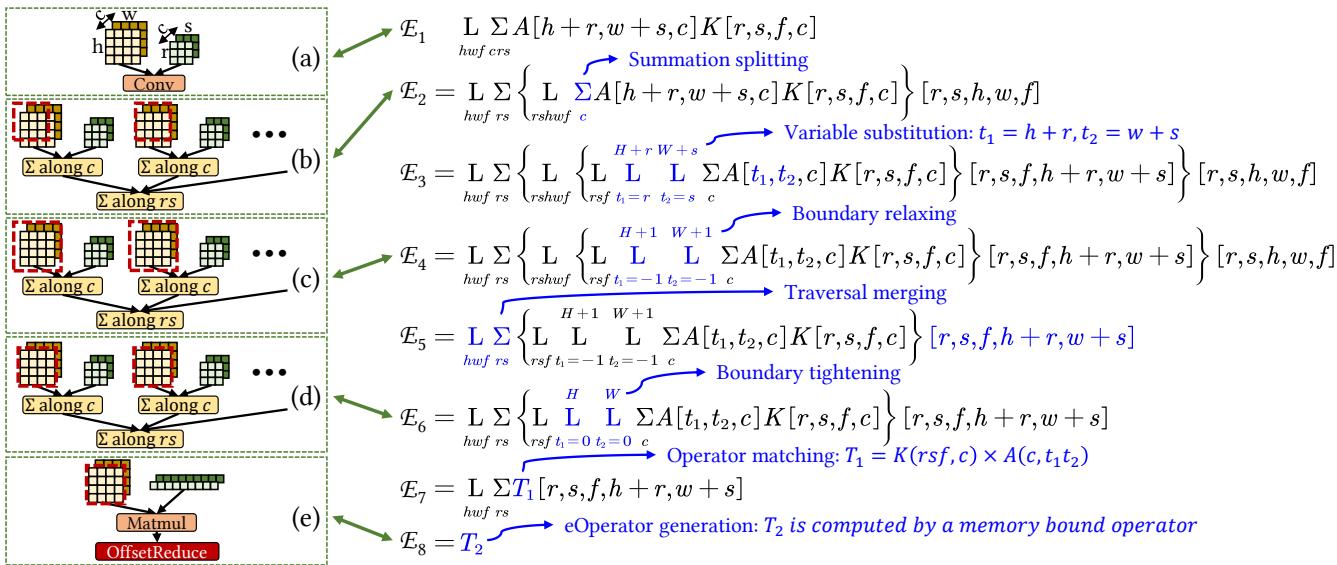 c w c s
h r (a)
Conv
Σ along c Σ along c ••• (b)
Σ along rs
Σ along c Σ along c ••• (c)
Σ along rs
Σ along c Σ along c ••• (d)
Σ along rs
Matmul (e)
OffsetReduce
ℰ1 L Σ A[h+r,w+s,c]K[r,s,f,c]
hwf crs
Summation splitting
ℰ2 = L Σ { L Σ A[h+r,w+s,c]K[r,s,f,c] } [r,s,h,w,f]
hwf rs rshwf c
Variable substitution: t1 = h + r, t2 = w + s
H+r W+s
ℰ3 = L Σ { L { L L L Σ A[t1,t2,c]K[r,s,f,c] } [r,s,f,h+r,w+s] } [r,s,h,w,f]
hwf rs rshwf rsf t1=r t2=s c
Boundary relaxing
H+1 W+1
ℰ4 = L Σ { L { L L L Σ A[t1,t2,c]K[r,s,f,c] } [r,s,f,h+r,w+s] } [r,s,h,w,f]
hwf rs rshwf rsf t1=−1 t2=−1 c
Traversal merging
H+1 W+1
ℰ5 = L Σ { L L L Σ A[t1,t2,c]K[r,s,f,c] } [r,s,f,h+r,w+s]
hwf rs rsf t1=−1 t2=−1 c
Boundary tightening
H W
ℰ6 = L Σ { L L L Σ A[t1,t2,c]K[r,s,f,c] } [r,s,f,h+r,w+s]
hwf rs rsf t1=0 t2=0 c
Operator matching: T1 = K(rsf, c) × A(c, t1t2)
ℰ7 = L Σ T1[r,s,f,h+r,w+s]
hwf rs
eOperator generation: T2 is computed by a memory bound operator
ℰ8 = T2